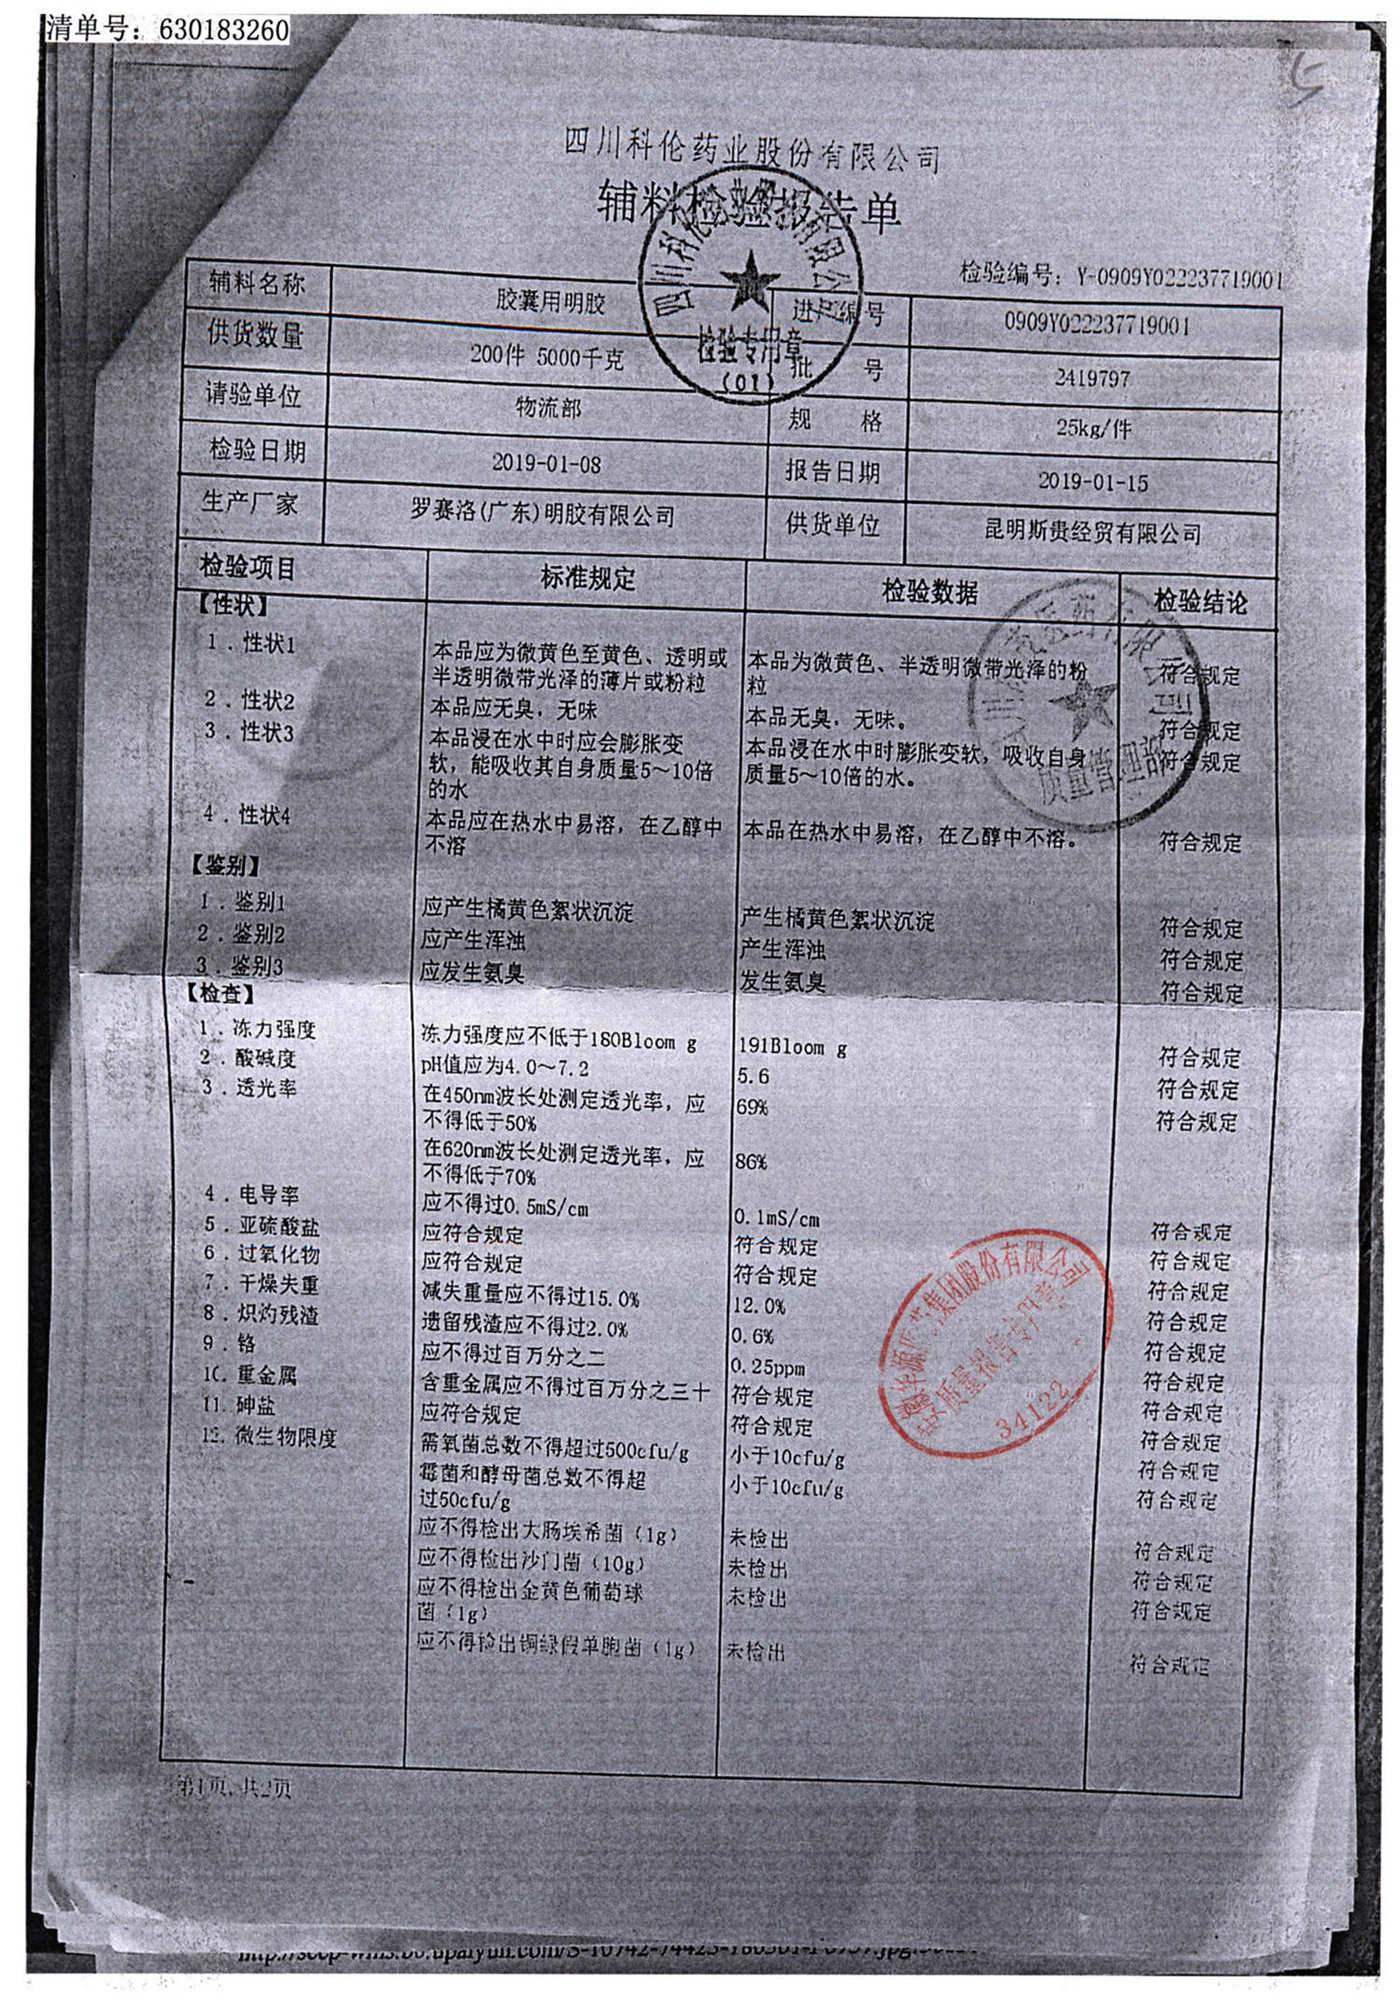 清单号：630183260
四川科伦药业股份有限公司
辅料检验报告单
检验编号：Y-0909Y022237719001
辅料名称 胶囊用明胶 进厂编号 0909Y022237719001
供货数量 200件 5000千克 批 号 2419797
请验单位 物流部 规 格 25kg/件
检验日期 2019-01-08 报告日期 2019-01-15
生产厂家 罗赛洛(广东)明胶有限公司 供货单位 昆明斯贵经贸有限公司
检验项目 标准规定 检验数据 检验结论
【性状】
1．性状1 本品应为微黄色至黄色、透明或 本品为微黄色、半透明微带光泽的粉 符合规定
半透明微带光泽的薄片或粉粒 粒
2．性状2 本品应无臭，无味 本品无臭，无味。 符合规定
3．性状3 本品浸在水中时应会膨胀变 本品浸在水中时膨胀变软，吸收自身 符合规定
软，能吸收其自身质量5～10倍 质量5～10倍的水。
的水
4．性状4 本品应在热水中易溶，在乙醇中 本品在热水中易溶，在乙醇中不溶。 符合规定
不溶
【鉴别】
1．鉴别1 应产生橘黄色絮状沉淀 产生橘黄色絮状沉淀 符合规定
2．鉴别2 应产生浑浊 产生浑浊 符合规定
3．鉴别3 应发生氨臭 发生氨臭 符合规定
【检查】
1．冻力强度 冻力强度应不低于180Bloom g 191Bloom g 符合规定
2．酸碱度 pH值应为4.0～7.2 5.6 符合规定
3．透光率 在450nm波长处测定透光率，应 69% 符合规定
不得低于50%
在620nm波长处测定透光率，应 86%
不得低于70%
4．电导率 应不得过0.5mS/cm 0.1mS/cm 符合规定
5．亚硫酸盐 应符合规定 符合规定 符合规定
6．过氧化物 应符合规定 符合规定 符合规定
7．干燥失重 减失重量应不得过15.0% 12.0% 符合规定
8．炽灼残渣 遗留残渣应不得过2.0% 0.6% 符合规定
9．铬 应不得过百万分之二 0.25ppm 符合规定
10．重金属 含重金属应不得过百万分之三十 符合规定 符合规定
11．砷盐 应符合规定 符合规定 符合规定
12．微生物限度 需氧菌总数不得超过500cfu/g 小于10cfu/g 符合规定
霉菌和酵母菌总数不得超 小于10cfu/g 符合规定
过50cfu/g
应不得检出大肠埃希菌（1g） 未检出 符合规定
应不得检出沙门菌（10g） 未检出 符合规定
应不得检出金黄色葡萄球 未检出 符合规定
菌（1g）
应不得检出铜绿假单胞菌（1g） 未检出 符合规定
第1页，共2页
四川科伦药业股份有限公司
检验专用章
(01)
质量管理部
集团股份有限公司
质量报告专用章
34122